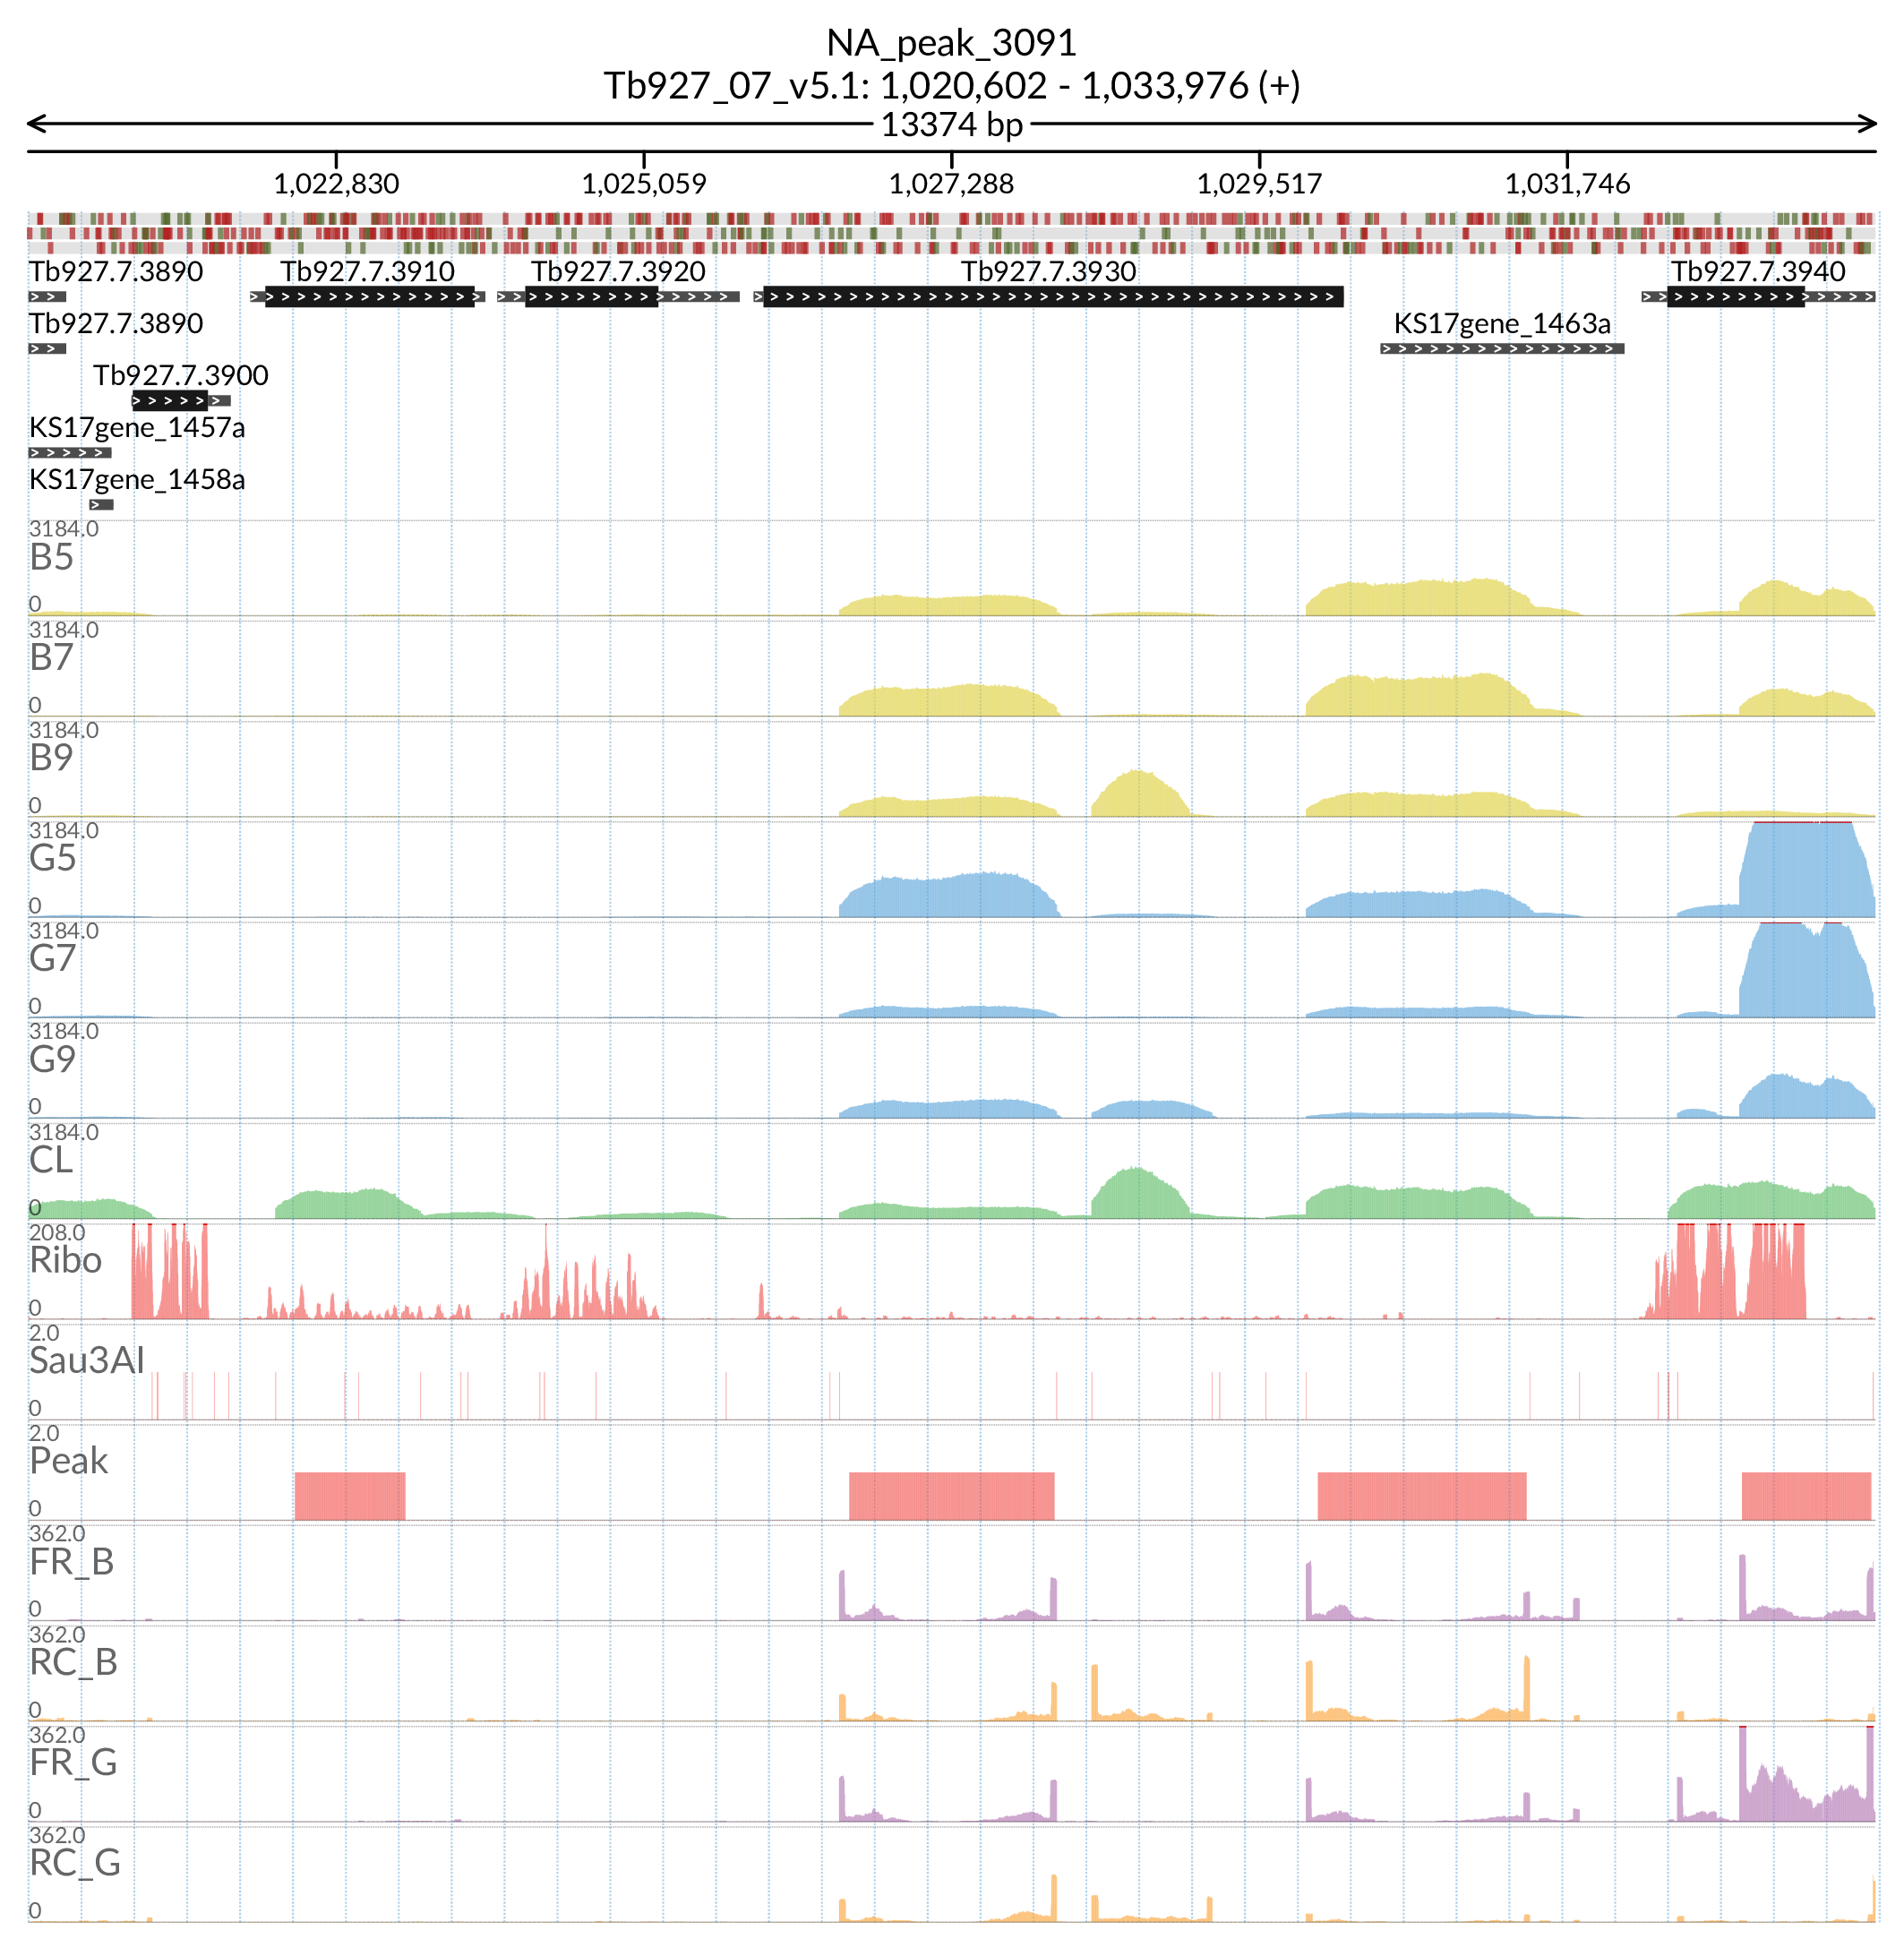 NA_peak_3091
Tb927_07_v5.1: 1,020,602 - 1,033,976 (+)
13374 bp
1,022,830 1,025,059 1,027,288 1,029,517 1,031,746
Tb927.7.3890 Tb927.7.3910 Tb927.7.3920 Tb927.7.3930 Tb927.7.3940
Tb927.7.3890 KS17gene_1463a
Tb927.7.3900
KS17gene_1457a
KS17gene_1458a
3184.0
B5
0
3184.0
B7
0
3184.0
B9
0
3184.0
G5
0
3184.0
G7
0
3184.0
G9
0
3184.0
CL
0
208.0
Ribo
0
2.0
Sau3AI
0
2.0
Peak
0
362.0
FR_B
0
362.0
RC_B
0
362.0
FR_G
0
362.0
RC_G
0